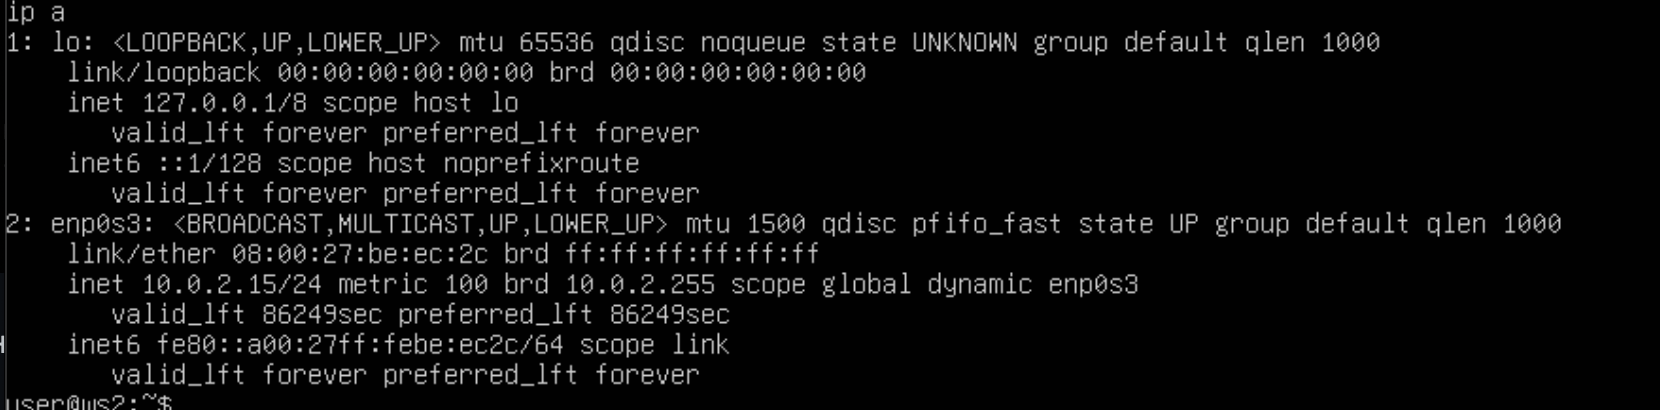 ip a
1: lo: <LOOPBACK,UP,LOWER_UP> mtu 65536 qdisc noqueue state UNKNOWN group default qlen 1000
link/loopback 00:00:00:00:00:00 brd 00:00:00:00:00:00
inet 127.0.0.1/8 scope host lo
valid_lft forever preferred_lft forever
inet6 ::1/128 scope host noprefixroute
valid_lft forever preferred_lft forever
2: enp0s3: <BROADCAST,MULTICAST,UP,LOWER_UP> mtu 1500 qdisc pfifo_fast state UP group default qlen 1000
link/ether 08:00:27:be:ec:2c brd ff:ff:ff:ff:ff:ff
inet 10.0.2.15/24 metric 100 brd 10.0.2.255 scope global dynamic enp0s3
valid_lft 86249sec preferred_lft 86249sec
inet6 fe80::a00:27ff:febe:ec2c/64 scope link
valid_lft forever preferred_lft forever
user@ws2:~$